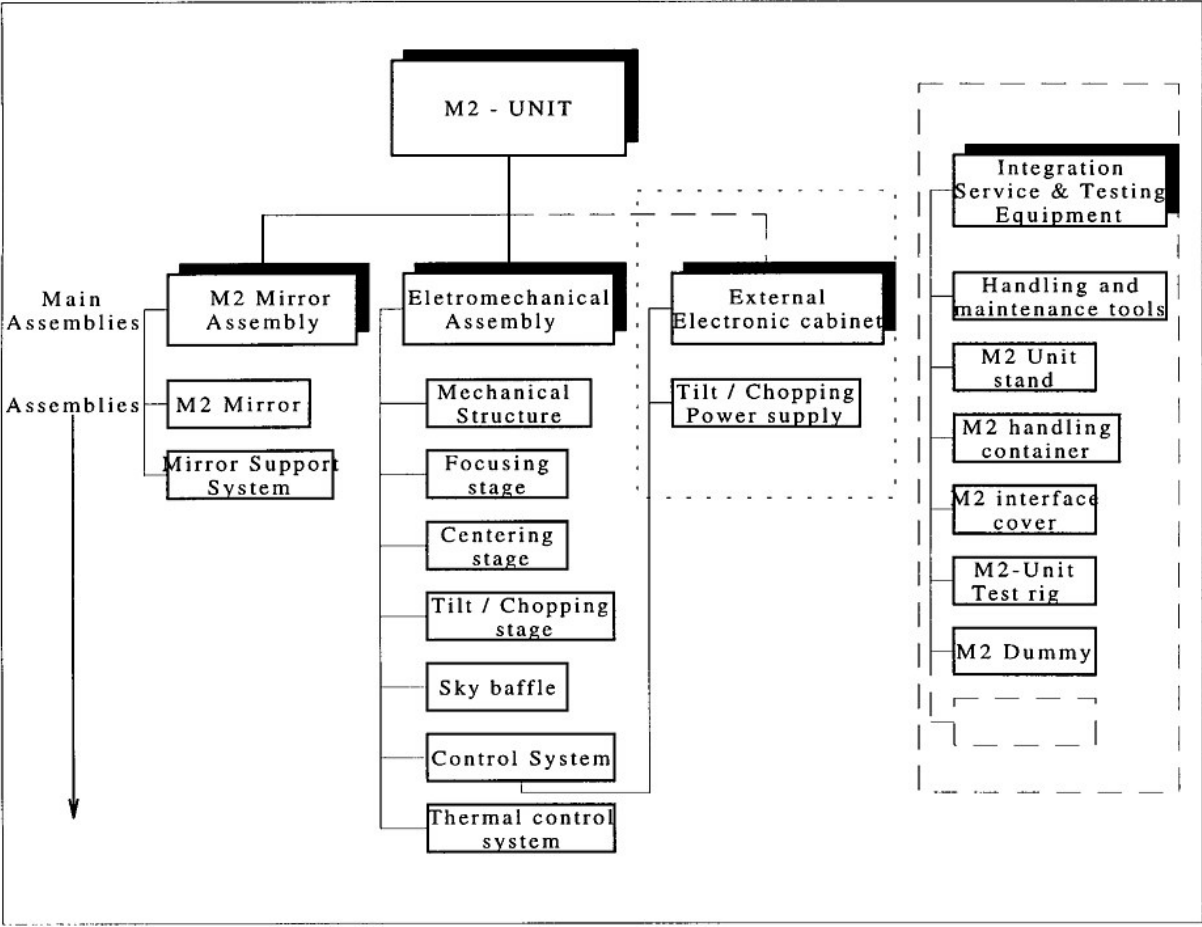 M2 - UNIT
Main
Assemblies
Assemblies
M2 Mirror
Assembly
M2 Mirror
Mirror Support
System
Eletromechanical
Assembly
Mechanical
Structure
Focusing
stage
Centering
stage
Tilt / Chopping
stage
Sky baffle
Control System
Thermal control
system
External
Electronic cabinet
Tilt / Chopping
Power supply
Integration
Service & Testing
Equipment
Handling and
maintenance tools
M2 Unit
stand
M2 handling
container
M2 interface
cover
M2-Unit
Test rig
M2 Dummy